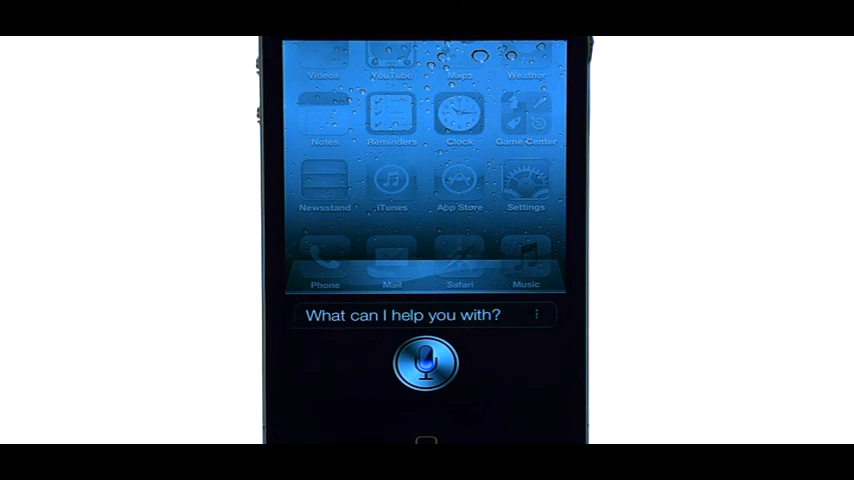 Videos YouTube Maps Weather
Notes Reminders Clock Game Center
Newsstand iTunes App Store Settings
Phone Mail Safari Music
What can I help you with?